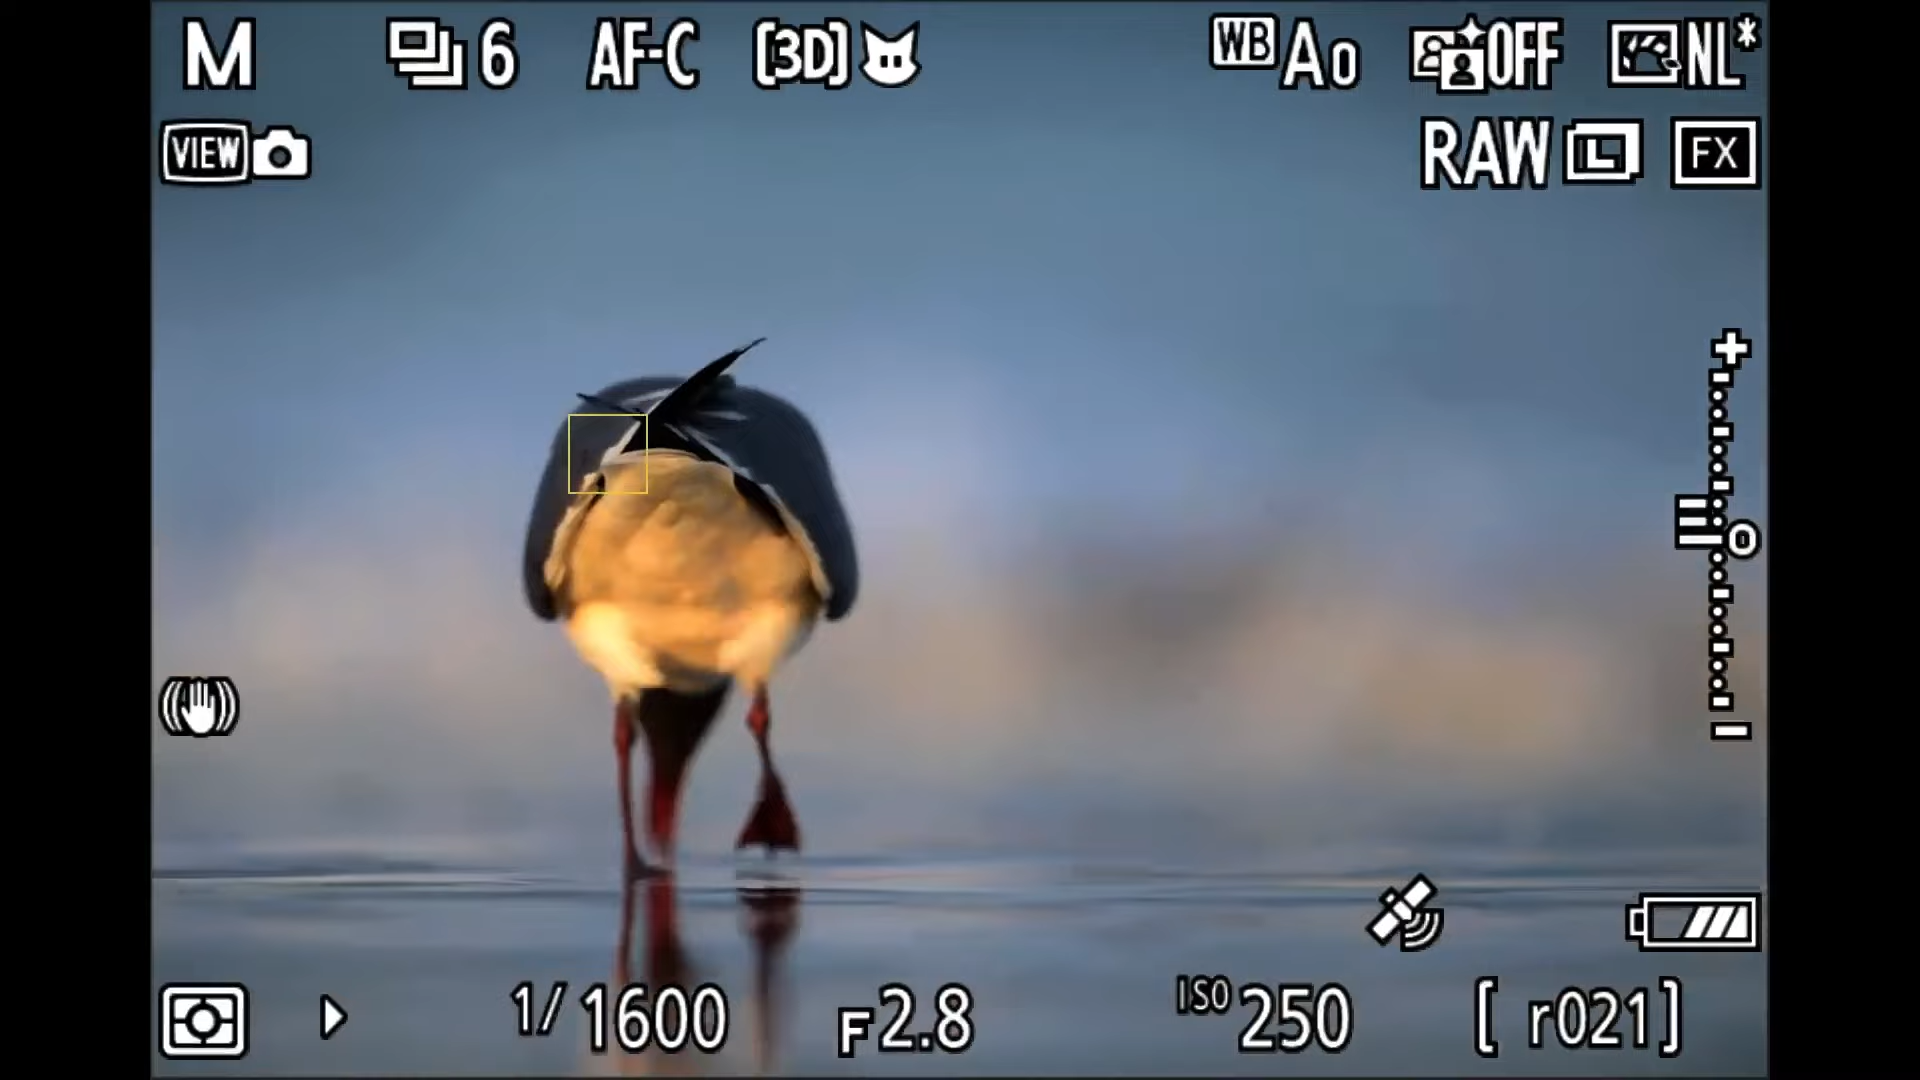 M 6 AF-C [3D] WB A0 OFF NL*
VIEW RAW L FX
+
0
-
1/1600 F2.8 ISO 250 [ r021]